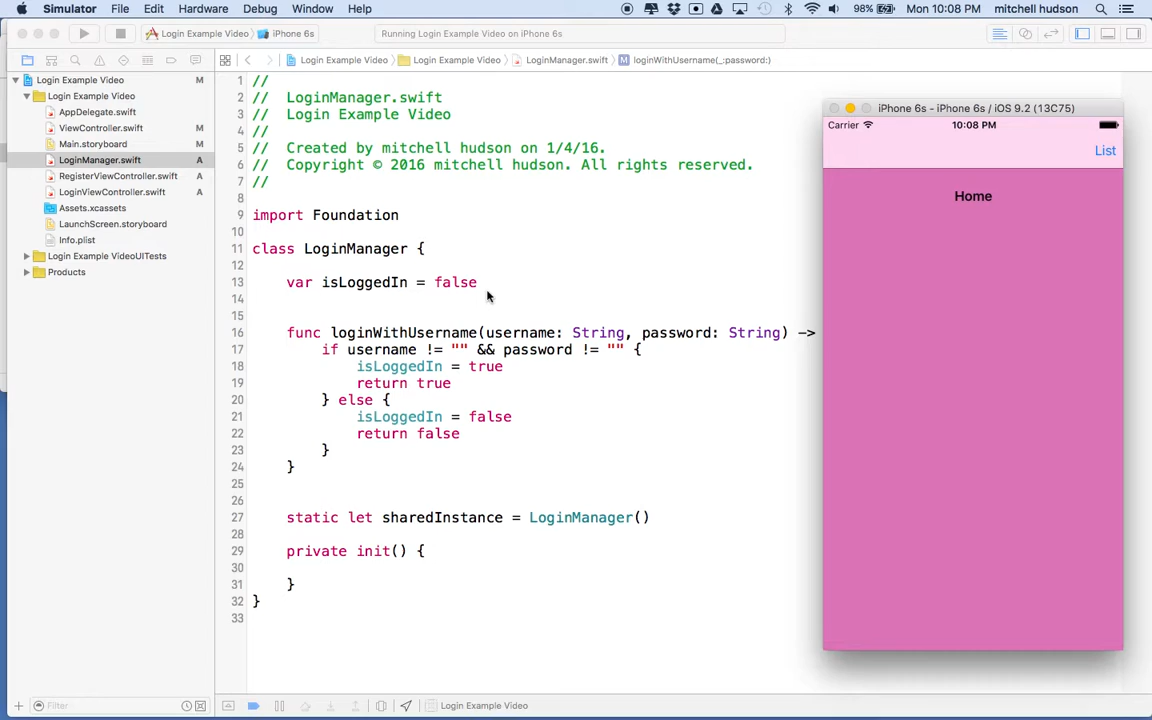 Simulator File Edit Hardware Debug Window Help 98% Mon 10:08 PM mitchell hudson
Login Example Video iPhone 6s Running Login Example Video on iPhone 6s
Login Example Video Login Example Video LoginManager.swift M loginWithUsername(_:password:)
Login Example Video M
Login Example Video
AppDelegate.swift
ViewController.swift M
Main.storyboard M
LoginManager.swift A
RegisterViewController.swift A
LoginViewController.swift A
Assets.xcassets
LaunchScreen.storyboard
Info.plist
Login Example VideoUITests
Products
1 //
2 // LoginManager.swift
3 // Login Example Video
4 //
5 // Created by mitchell hudson on 1/4/16.
6 // Copyright © 2016 mitchell hudson. All rights reserved.
7 //
8
9 import Foundation
10
11 class LoginManager {
12
13 var isLoggedIn = false
14
15
16 func loginWithUsername(username: String, password: String) ->
17 if username != "" && password != "" {
18 isLoggedIn = true
19 return true
20 } else {
21 isLoggedIn = false
22 return false
23 }
24 }
25
26
27 static let sharedInstance = LoginManager()
28
29 private init() {
30
31 }
32 }
33
iPhone 6s - iPhone 6s / iOS 9.2 (13C75)
Carrier 10:08 PM
List
Home
Filter
Login Example Video